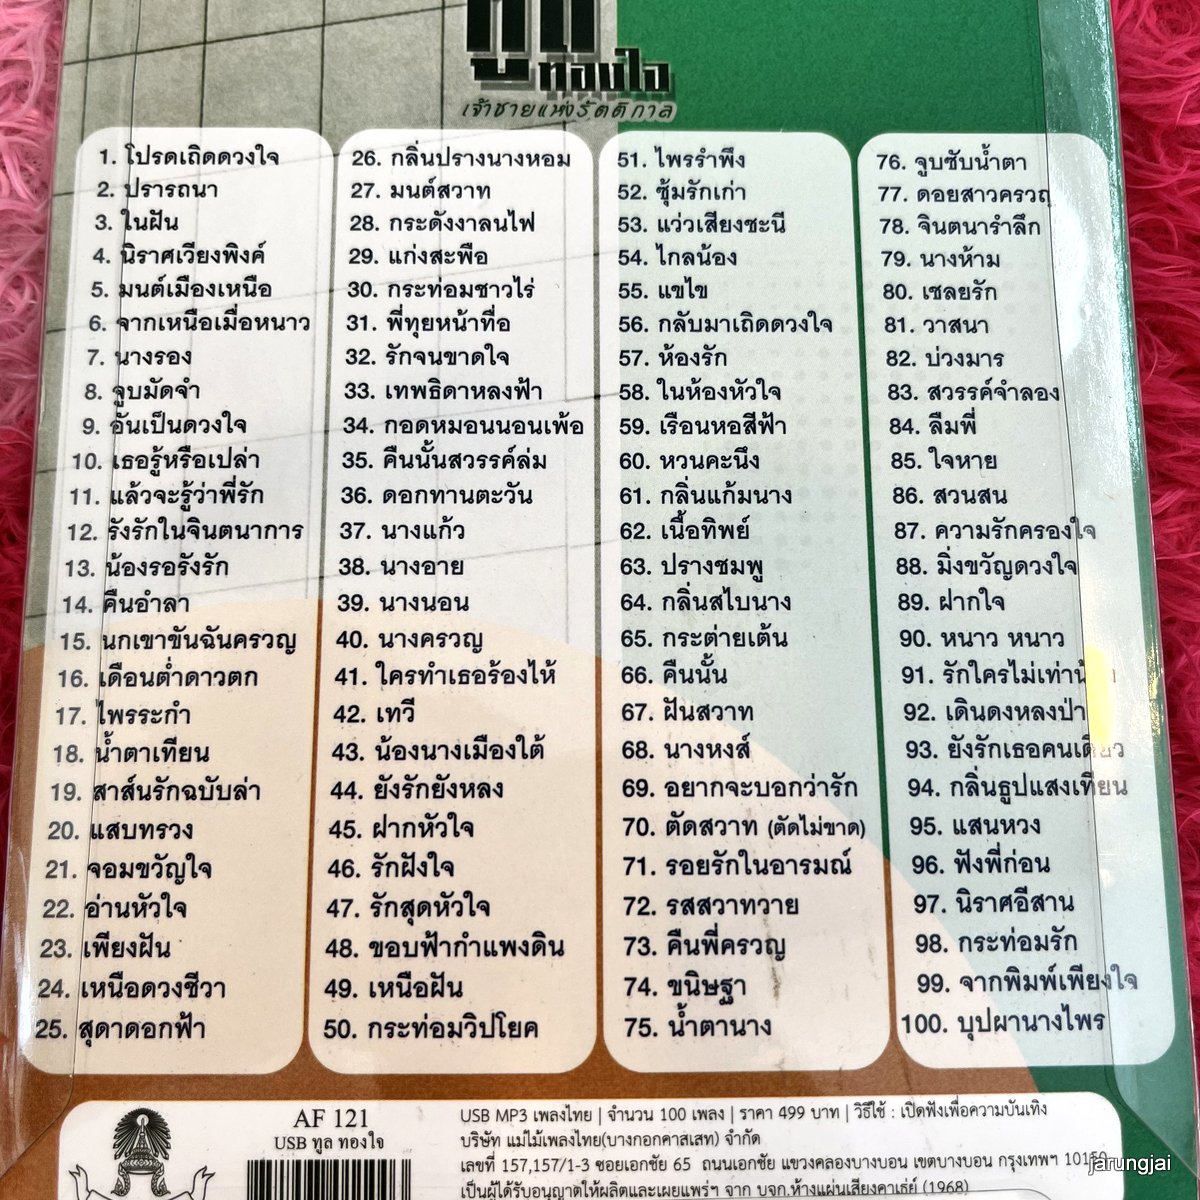 ทูล ทองใจ
เจ้าชายแห่งรัตติกาล
1. โปรดเถิดดวงใจ
2. ปรารถนา
3. ในฝัน
4. นิราศเวียงพิงค์
5. มนต์เมืองเหนือ
6. จากเหนือเมื่อหนาว
7. นางรอง
8. จูบมัดจำ
9. อันเป็นดวงใจ
10. เธอรู้หรือเปล่า
11. แล้วจะรู้ว่าพี่รัก
12. รังรักในจินตนาการ
13. น้องรอรังรัก
14. คืนอำลา
15. นกเขาขันฉันครวญ
16. เดือนต่ำดาวตก
17. ไพรระกำ
18. น้ำตาเทียน
19. สาส์นรักฉบับล่า
20. แสบทรวง
21. จอมขวัญใจ
22. อ่านหัวใจ
23. เพียงฝัน
24. เหนือดวงชีวา
25. สุดาดอกฟ้า
26. กลิ่นปรางนางหอม
27. มนต์สวาท
28. กระดังงาลนไฟ
29. แก่งสะพือ
30. กระท่อมชาวไร่
31. พี่ทุยหน้าทื่อ
32. รักจนขาดใจ
33. เทพธิดาหลงฟ้า
34. กอดหมอนนอนเพ้อ
35. คืนนั้นสวรรค์ล่ม
36. ดอกทานตะวัน
37. นางแก้ว
38. นางอาย
39. นางนอน
40. นางครวญ
41. ใครทำเธอร้องไห้
42. เทวี
43. น้องนางเมืองใต้
44. ยังรักยังหลง
45. ฝากหัวใจ
46. รักฝังใจ
47. รักสุดหัวใจ
48. ขอบฟ้ากำแพงดิน
49. เหนือฝัน
50. กระท่อมวิปโยค
51. ไพรรำพึง
52. ซุ้มรักเก่า
53. แว่วเสียงชะนี
54. ไกลน้อง
55. แขไข
56. กลับมาเถิดดวงใจ
57. ห้องรัก
58. ในห้องหัวใจ
59. เรือนหอสีฟ้า
60. หวนคะนึง
61. กลิ่นแก้มนาง
62. เนื้อทิพย์
63. ปรางชมพู
64. กลิ่นสไบนาง
65. กระต่ายเต้น
66. คืนนั้น
67. ฝันสวาท
68. นางหงส์
69. อยากจะบอกว่ารัก
70. ตัดสวาท (ตัดไม่ขาด)
71. รอยรักในอารมณ์
72. รสสวาทวาย
73. คืนพี่ครวญ
74. ขนิษฐา
75. น้ำตานาง
76. จูบซับน้ำตา
77. ดอยสาวครวญ
78. จินตนารำลึก
79. นางห้าม
80. เชลยรัก
81. วาสนา
82. บ่วงมาร
83. สวรรค์จำลอง
84. ลืมพี่
85. ใจหาย
86. สวนสน
87. ความรักครองใจ
88. มิ่งขวัญดวงใจ
89. ฝากใจ
90. หนาว หนาว
91. รักใครไม่เท่า
92. เดินดงหลงป่า
93. ยังรักเธอคนเดียว
94. กลิ่นธูปแสงเทียน
95. แสนหวง
96. ฟังพี่ก่อน
97. นิราศอีสาน
98. กระท่อมรัก
99. จากพิมพ์เพียงใจ
100. บุปผานางไพร
AF 121
USB ทูล ทองใจ
USB MP3 เพลงไทย | จำนวน 100 เพลง | ราคา 499 บาท | วิธีใช้ : เปิดฟังเพื่อความบันเทิง
บริษัท แม่ไม้เพลงไทย(บางกอกคาสเสท) จำกัด
เลขที่ 157,157/1-3 ซอยเอกชัย 65 ถนนเอกชัย แขวงคลองบางบอน เขตบางบอน กรุงเทพฯ 10150
เป็นผู้ได้รับอนุญาตให้ผลิตและเผยแพร่ฯ จาก บจก.ห้างแผ่นเสียงคาเธ่ย์ (1968)
jarungjai